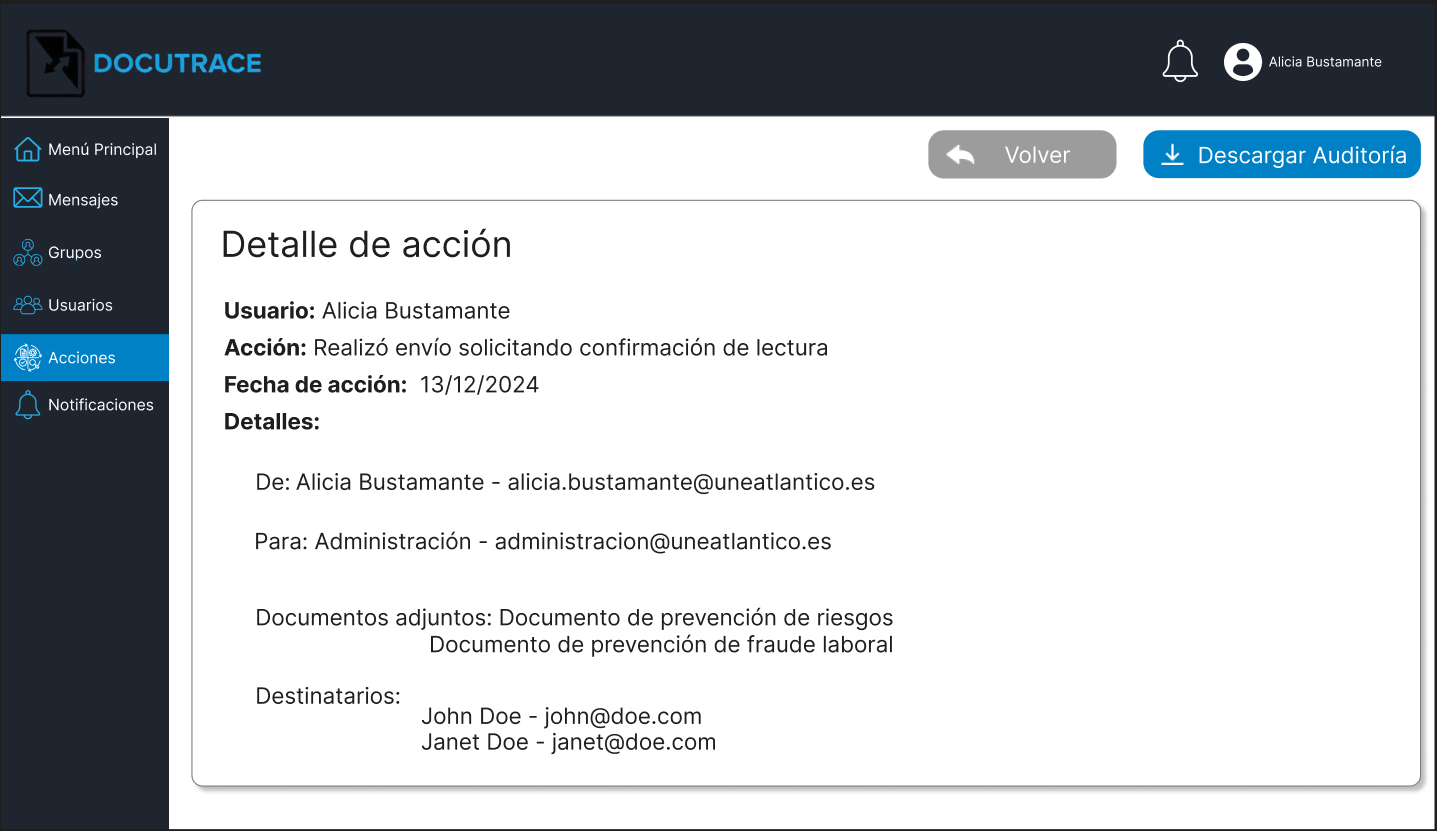 DOCUTRACE
Alicia Bustamante
Menú Principal
Mensajes
Grupos
Usuarios
Acciones
Notificaciones
Volver
Descargar Auditoría
Detalle de acción
Usuario: Alicia Bustamante
Acción: Realizó envío solicitando confirmación de lectura
Fecha de acción: 13/12/2024
Detalles:
De: Alicia Bustamante - alicia.bustamante@uneatlantico.es
Para: Administración - administracion@uneatlantico.es
Documentos adjuntos: Documento de prevención de riesgos
Documento de prevención de fraude laboral
Destinatarios:
John Doe - john@doe.com
Janet Doe - janet@doe.com